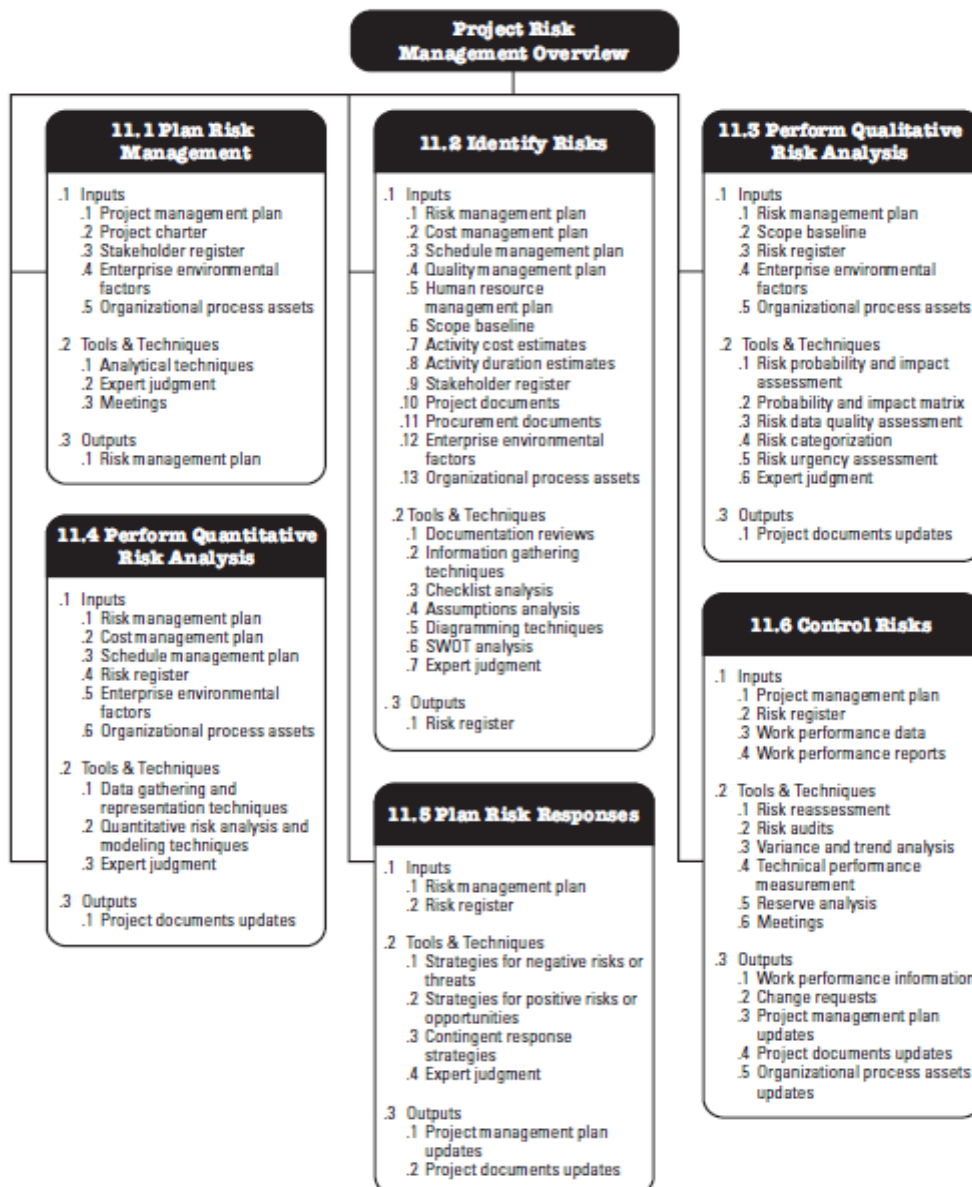 Project Risk
Management Overview
11.1 Plan Risk
Management
.1 Inputs
.1 Project management plan
.2 Project charter
.3 Stakeholder register
.4 Enterprise environmental
factors
.5 Organizational process assets
.2 Tools & Techniques
.1 Analytical techniques
.2 Expert judgment
.3 Meetings
.3 Outputs
.1 Risk management plan
11.2 Identify Risks
.1 Inputs
.1 Risk management plan
.2 Cost management plan
.3 Schedule management plan
.4 Quality management plan
.5 Human resource
management plan
.6 Scope baseline
.7 Activity cost estimates
.8 Activity duration estimates
.9 Stakeholder register
.10 Project documents
.11 Procurement documents
.12 Enterprise environmental
factors
.13 Organizational process assets
.2 Tools & Techniques
.1 Documentation reviews
.2 Information gathering
techniques
.3 Checklist analysis
.4 Assumptions analysis
.5 Diagramming techniques
.6 SWOT analysis
.7 Expert judgment
.3 Outputs
.1 Risk register
11.3 Perform Qualitative
Risk Analysis
.1 Inputs
.1 Risk management plan
.2 Scope baseline
.3 Risk register
.4 Enterprise environmental
factors
.5 Organizational process assets
.2 Tools & Techniques
.1 Risk probability and impact
assessment
.2 Probability and impact matrix
.3 Risk data quality assessment
.4 Risk categorization
.5 Risk urgency assessment
.6 Expert judgment
.3 Outputs
.1 Project documents updates
11.4 Perform Quantitative
Risk Analysis
.1 Inputs
.1 Risk management plan
.2 Cost management plan
.3 Schedule management plan
.4 Risk register
.5 Enterprise environmental
factors
.6 Organizational process assets
.2 Tools & Techniques
.1 Data gathering and
representation techniques
.2 Quantitative risk analysis and
modeling techniques
.3 Expert judgment
.3 Outputs
.1 Project documents updates
11.5 Plan Risk Responses
.1 Inputs
.1 Risk management plan
.2 Risk register
.2 Tools & Techniques
.1 Strategies for negative risks or
threats
.2 Strategies for positive risks or
opportunities
.3 Contingent response
strategies
.4 Expert judgment
.3 Outputs
.1 Project management plan
updates
.2 Project documents updates
11.6 Control Risks
.1 Inputs
.1 Project management plan
.2 Risk register
.3 Work performance data
.4 Work performance reports
.2 Tools & Techniques
.1 Risk reassessment
.2 Risk audits
.3 Variance and trend analysis
.4 Technical performance
measurement
.5 Reserve analysis
.6 Meetings
.3 Outputs
.1 Work performance information
.2 Change requests
.3 Project management plan
updates
.4 Project documents updates
.5 Organizational process assets
updates